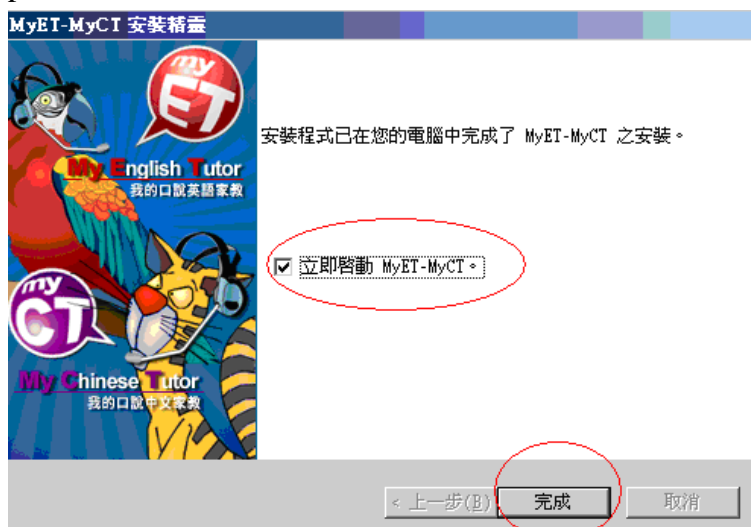 MyET-MyCT 安裝精靈
my
ET
My English Tutor
我的口說英語家教
安裝程式已在您的電腦中完成了 MyET-MyCT 之安裝。
立即啓動 MyET-MyCT。
my
CT
My Chinese Tutor
我的口說中文家教
< 上一步(B)
完成
取消